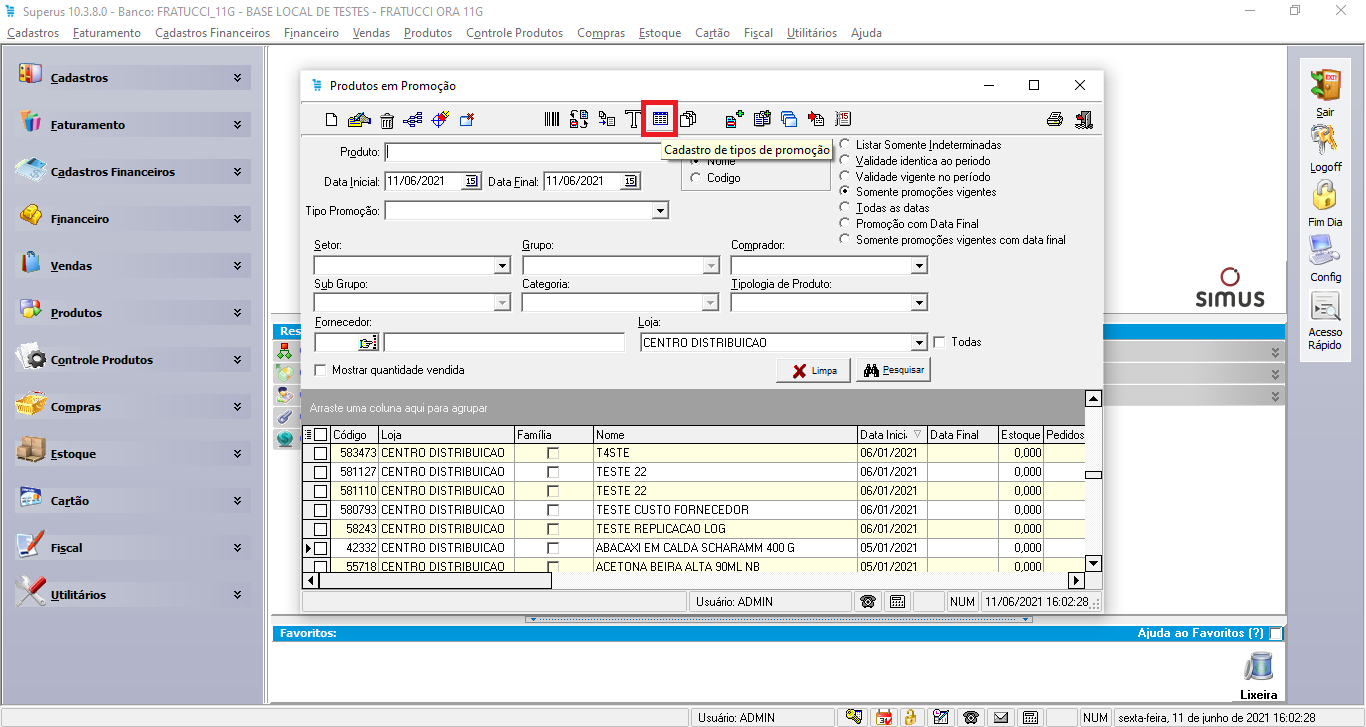 Superus 10.3.8.0 - Banco: FRATUCCI_11G - BASE LOCAL DE TESTES - FRATUCCI ORA 11G
Cadastros Faturamento Cadastros Financeiros Financeiro Vendas Produtos Controle Produtos Compras Estoque Cartão Fiscal Utilitários Ajuda
Cadastros
Faturamento
Cadastros Financeiros
Financeiro
Vendas
Produtos
Controle Produtos
Compras
Estoque
Cartão
Fiscal
Utilitários
Produtos em Promoção
Cadastro de tipos de promoção
Produto:
Nome
Codigo
Data Inicial: 11/06/2021 15 Data Final: 11/06/2021 15
Tipo Promoção:
Listar Somente Indeterminadas
Validade identica ao periodo
Validade vigente no período
Somente promoções vigentes
Todas as datas
Promoção com Data Final
Somente promoções vigentes com data final
Setor: Grupo: Comprador:
Sub Grupo: Categoria: Tipologia de Produto:
Fornecedor: Loja:
CENTRO DISTRIBUICAO Todas
Mostrar quantidade vendida Limpa Pesquisar
Arraste uma coluna aqui para agrupar
Código Loja Família Nome Data Inici. Data Final Estoque Pedidos
583473 CENTRO DISTRIBUICAO T4STE 06/01/2021 0,000
581127 CENTRO DISTRIBUICAO TESTE 22 06/01/2021 0,000
581110 CENTRO DISTRIBUICAO TESTE 22 06/01/2021 0,000
580793 CENTRO DISTRIBUICAO TESTE CUSTO FORNECEDOR 06/01/2021 0,000
58243 CENTRO DISTRIBUICAO TESTE REPLICACAO LOG 06/01/2021 0,000
42332 CENTRO DISTRIBUICAO ABACAXI EM CALDA SCHARAMM 400 G 05/01/2021 0,000
55718 CENTRO DISTRIBUICAO ACETONA BEIRA ALTA 90ML NB 05/01/2021 0,000
Usuário: ADMIN NUM 11/06/2021 16:02:28
Res
SIMUS
EXIT
Sair
Logoff
Fim Dia
Config
Acesso
Rápido
Favoritos: Ajuda ao Favoritos (?)
Lixeira
Usuário: ADMIN NUM sexta-feira, 11 de junho de 2021 16:02:28